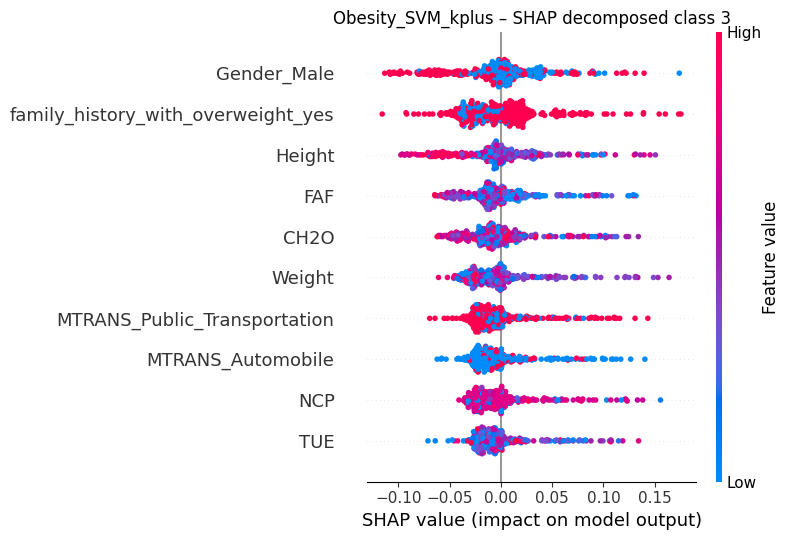 Obesity_SVM_kplus – SHAP decomposed class 3
High
Gender_Male
family_history_with_overweight_yes
Height
FAF
CH2O
Weight
MTRANS_Public_Transportation
MTRANS_Automobile
NCP
TUE
Feature value
Low
−0.10 −0.05 0.00 0.05 0.10 0.15
SHAP value (impact on model output)